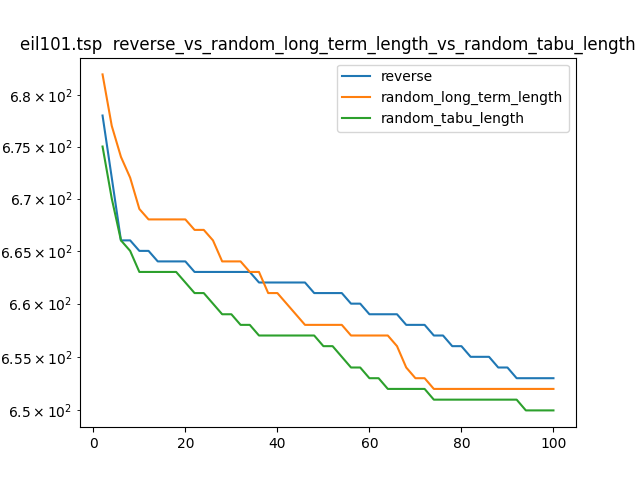 eil101.tsp  reverse_vs_random_long_term_length_vs_random_tabu_length
reverse
random_long_term_length
random_tabu_length
6.8 × 10²
6.75 × 10²
6.7 × 10²
6.65 × 10²
6.6 × 10²
6.55 × 10²
6.5 × 10²
0 20 40 60 80 100